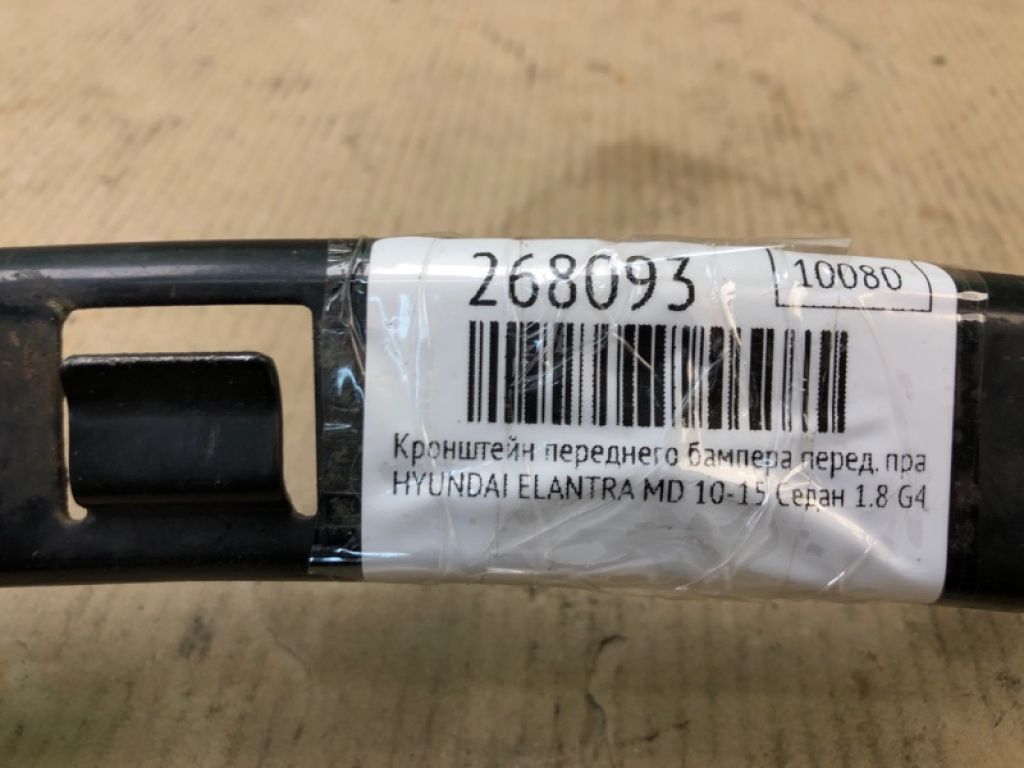 268093
10080
Кронштейн переднего бампера перед. пра
HYUNDAI ELANTRA MD 10-15 Седан 1.8 G4